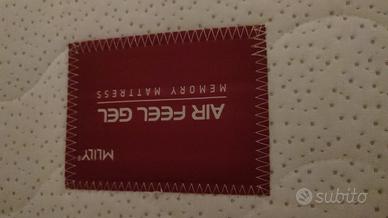 MLILY®
AIR FEEL GEL
MEMORY MATTRESS
subito